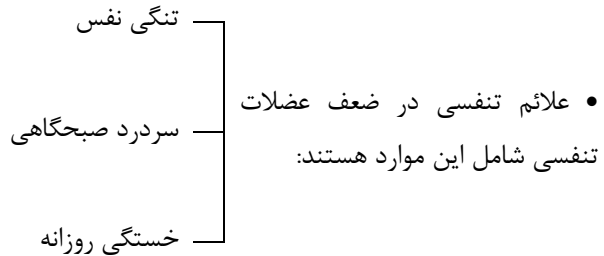 • علائم تنفسی در ضعف عضلات
تنفسی شامل این موارد هستند:
تنگی نفس
سردرد صبحگاهی
خستگی روزانه